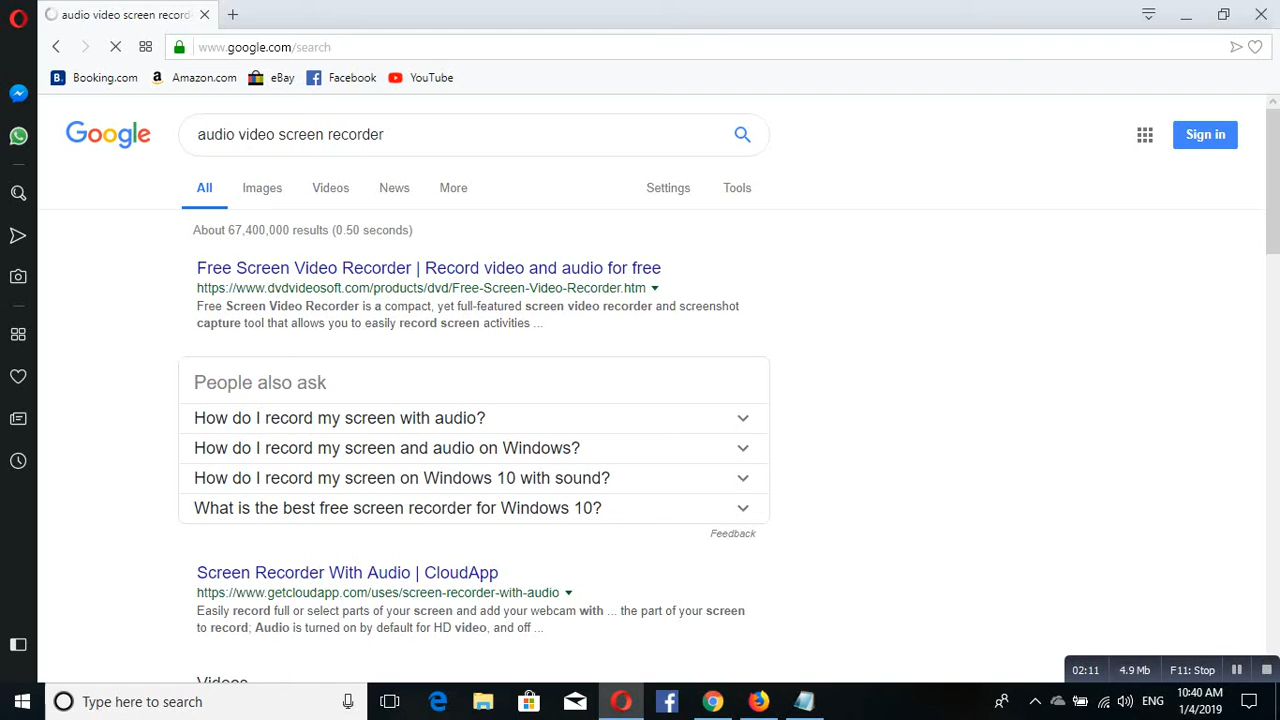 audio video screen record
www.google.com/search
B. Booking.com
a Amazon.com
eBay
Facebook
YouTube
Google
audio video screen recorder
Sign in
All
Images
Videos
News
More
Settings
Tools
About 67,400,000 results (0.50 seconds)
Free Screen Video Recorder | Record video and audio for free
https://www.dvdvideosoft.com/products/dvd/Free-Screen-Video-Recorder.htm
Free Screen Video Recorder is a compact, yet full-featured screen video recorder and screenshot
capture tool that allows you to easily record screen activities ...
People also ask
How do I record my screen with audio?
How do I record my screen and audio on Windows?
How do I record my screen on Windows 10 with sound?
What is the best free screen recorder for Windows 10?
Feedback
Screen Recorder With Audio | CloudApp
https://www.getcloudapp.com/uses/screen-recorder-with-audio
Easily record full or select parts of your screen and add your webcam with ... the part of your screen
to record; Audio is turned on by default for HD video, and off ...
Videos
02:11
4.9 Mb
F11: Stop
Type here to search
ENG
10:40 AM
1/4/2019